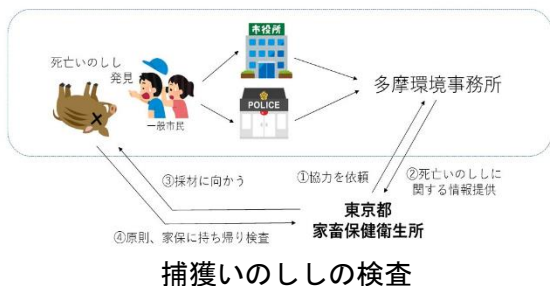 死亡いのしし
発見
一般市民
市役所
POLICE
多摩環境事務所
③採材に向かう
①協力を依頼
②死亡いのししに
関する情報提供
東京都
家畜保健衛生所
④原則、家保に持ち帰り検査
捕獲いのししの検査